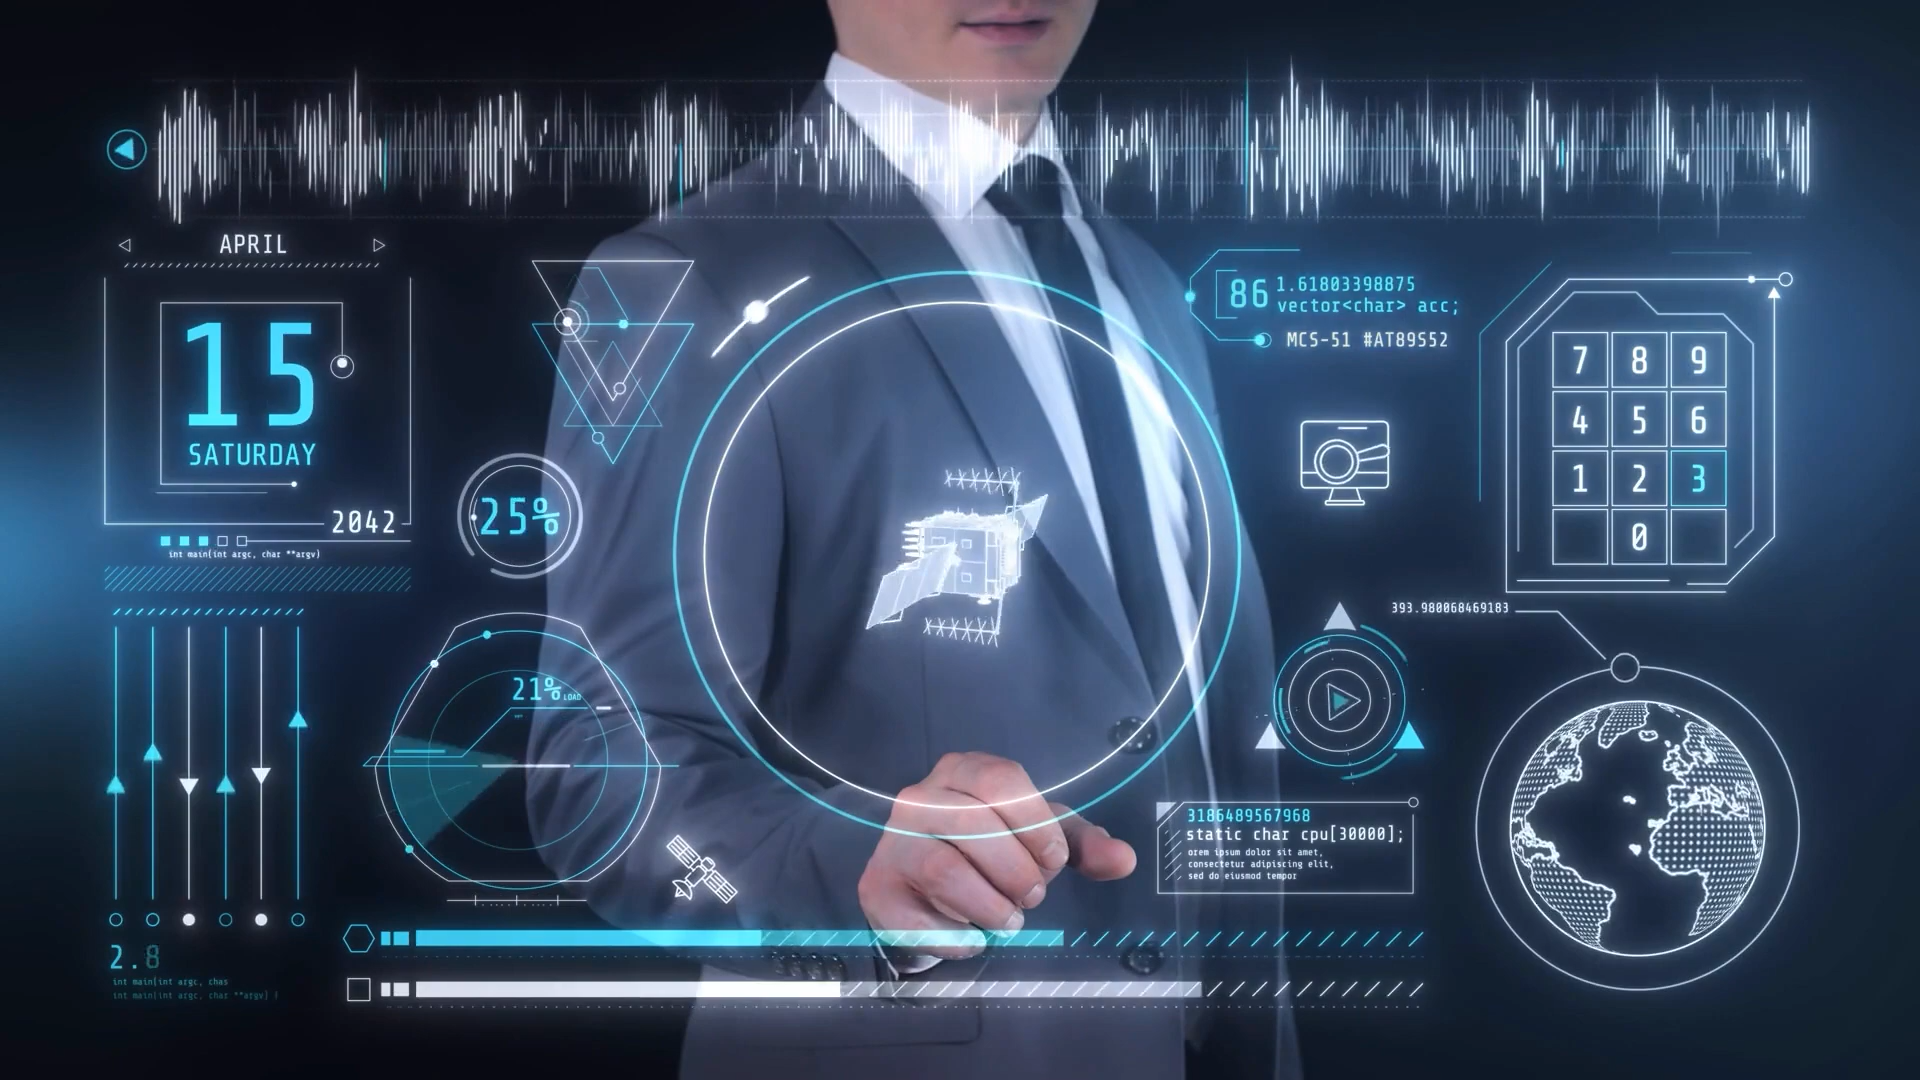 APRIL
15
SATURDAY
2042
int main(int argc, char **argv)
25%
86
1.61803398875
vector<char> acc;
MCS-51 #AT89S52
7 8 9
4 5 6
1 2 3
0
393.980068469183
21% LOAD
3186489567968
static char cpu[30000];
orem ipsum dolor sit amet,
consectetur adipiscing elit,
sed do eiusmod tempor
2.8
int main(int argc, chas
int main(int argc, char **argv) )